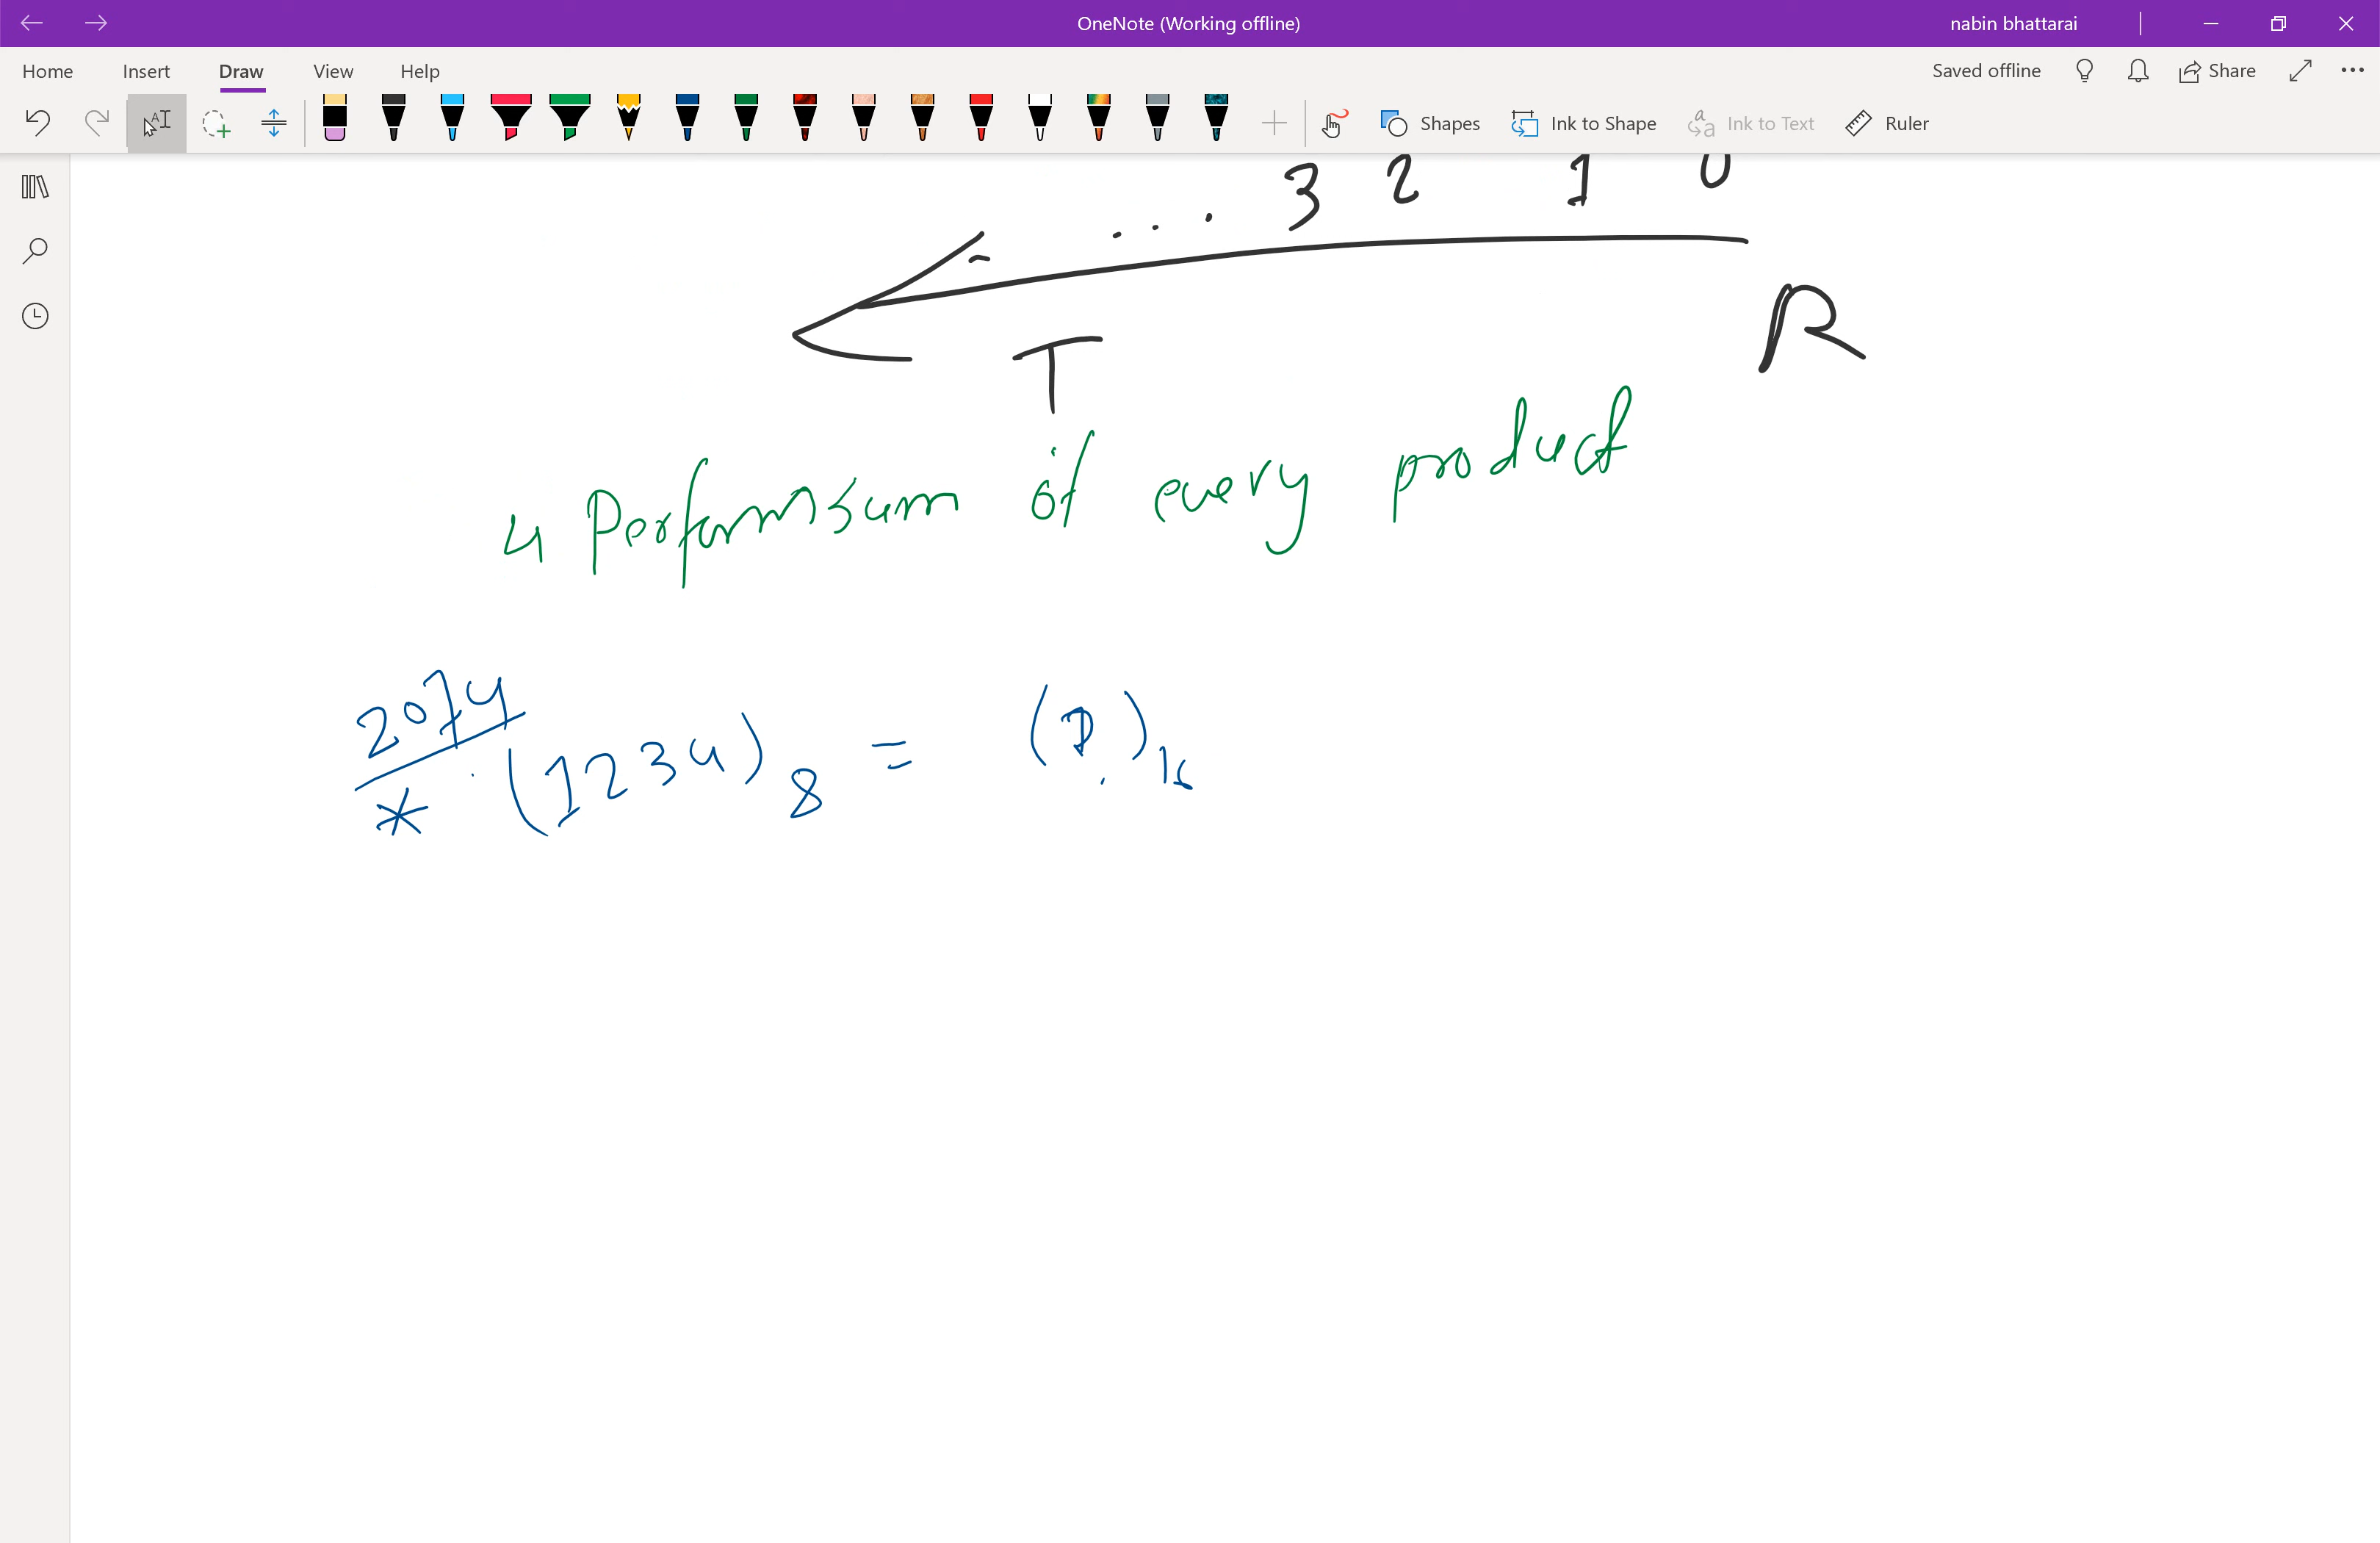 OneNote (Working offline) nabin bhattarai
Home Insert Draw View Help Saved offline Share
Shapes Ink to Shape Ink to Text Ruler
... 3 2 1 0
T R
4 Perform sum of every product
2074
* (1234)8 = (?)16